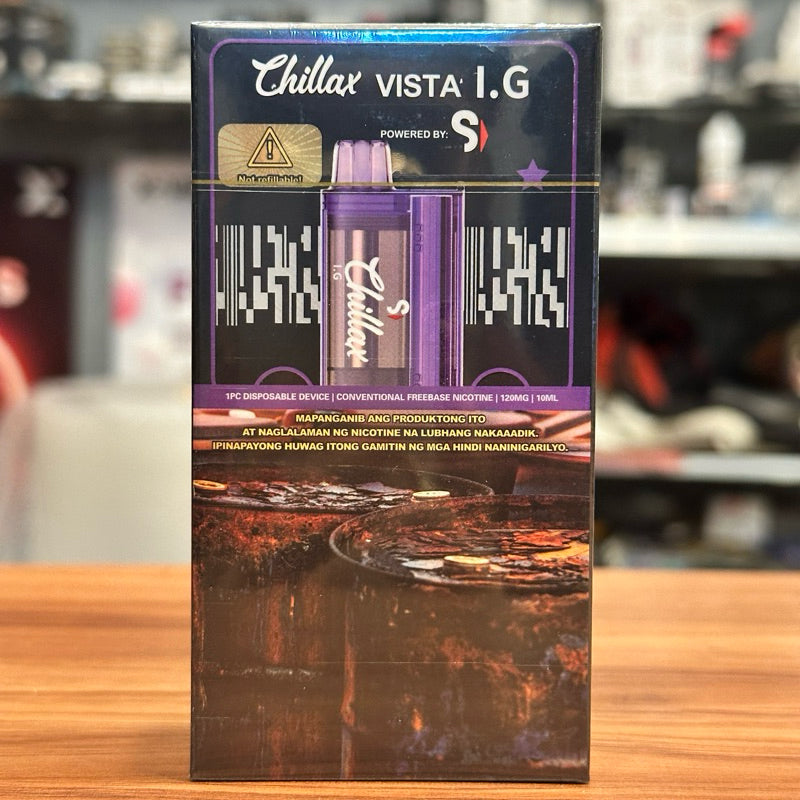 Chillax VISTA I.G
POWERED BY: S
Not refillable!
I.G
Chillax
S
1PC DISPOSABLE DEVICE | CONVENTIONAL FREEBASE NICOTINE | 120MG | 10ML
MAPANGANIB ANG PRODUKTONG ITO
AT NAGLALAMAN NG NICOTINE NA LUBHANG NAKAAADIK.
IPINAPAYONG HUWAG ITONG GAMITIN NG MGA HINDI NANINIGARILYO.